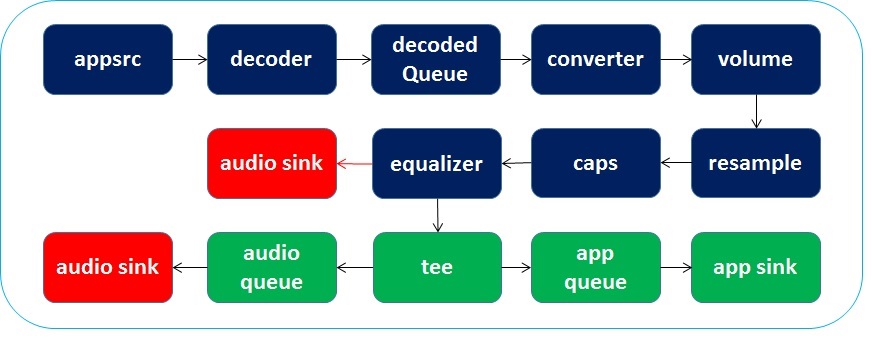 appsrc
decoder
decoded
Queue
converter
volume
audio sink
equalizer
caps
resample
audio sink
audio
queue
tee
app
queue
app sink